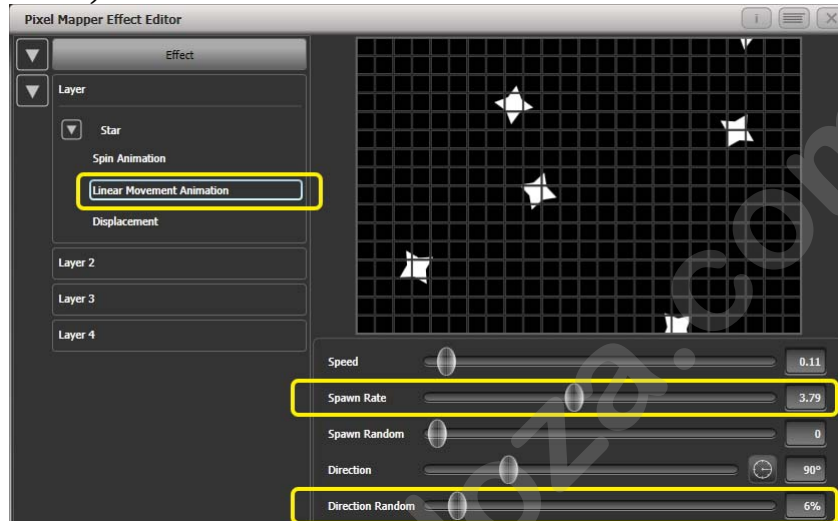 Pixel Mapper Effect Editor
Effect
Layer
Star
Spin Animation
Linear Movement Animation
Displacement
Layer 2
Layer 3
Layer 4
Speed 0.11
Spawn Rate 3.79
Spawn Random 0
Direction 90°
Direction Random 6%